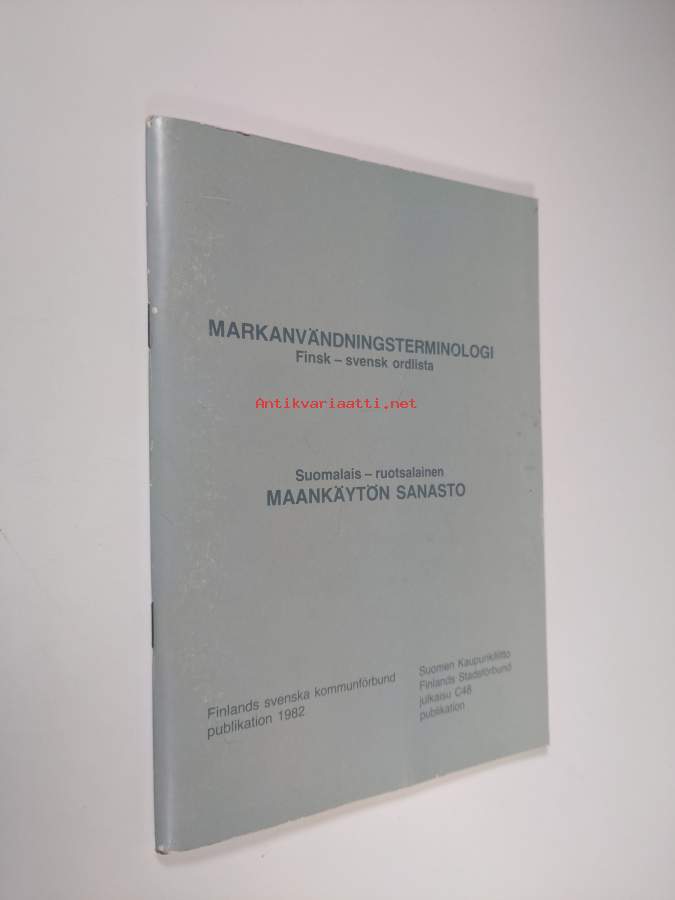 MARKANVÄNDNINGSTERMINOLOGI
Finsk – svensk ordlista
Antikvariaatti.net
Suomalais – ruotsalainen
MAANKÄYTÖN SANASTO
Finlands svenska kommunförbund
publikation 1982
Suomen Kaupunkiliitto
Finlands Stadsförbund
julkaisu C48
publikation